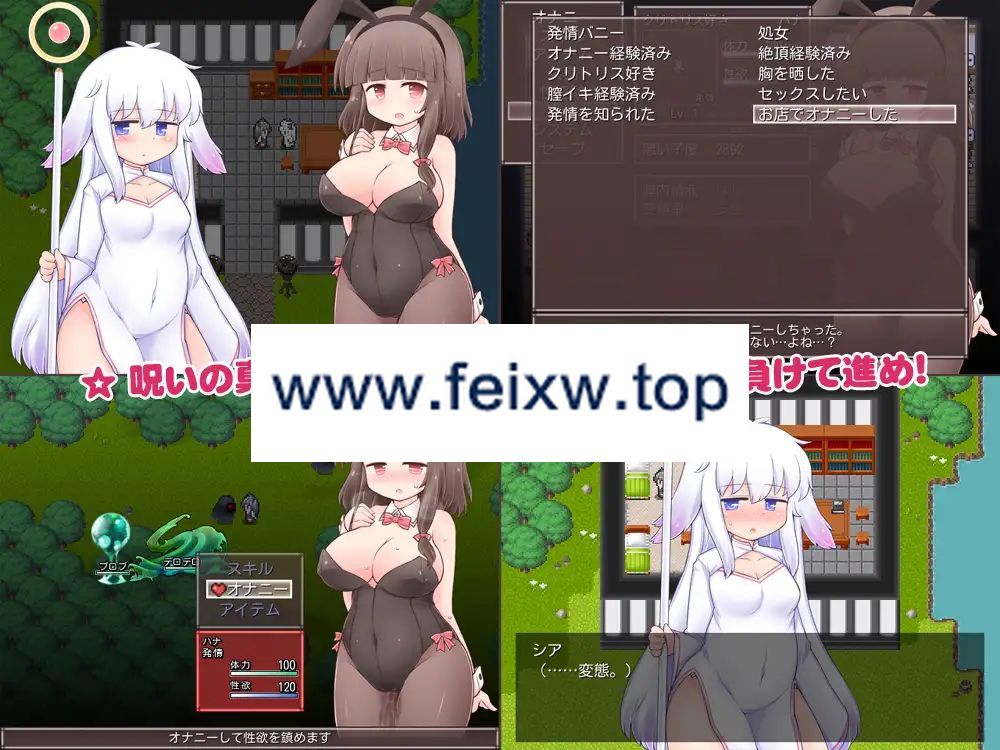 発情バニー
オナニー経験済み
クリトリス好き
膣イキ経験済み
発情を知られた
処女
絶頂経験済み
胸を晒した
セックスしたい
お店でオナニーした
オナニー
クリトリス好き
体力
性欲
Lv 1
システム
セーブ
悪い子度 2892
ニーしちゃった。
ない…よね…？
☆ 呪いの
負けて進め!
www.feixw.top
プロプ
テロテロ
スキル
オナニー
アイテム
ハナ
発情
体力 100
性欲 120
オナニーして性欲を鎮めます
シア
（……変態。）